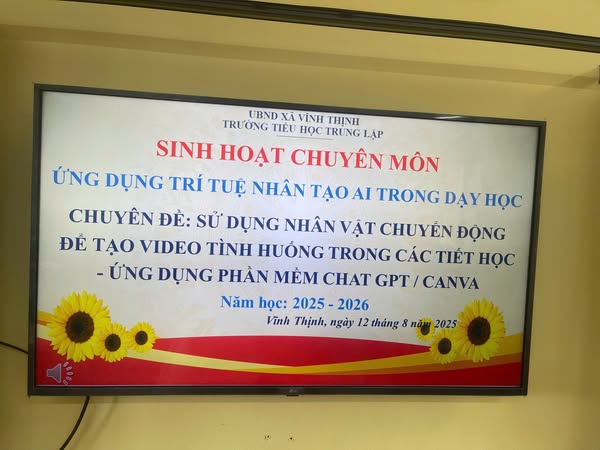 UBND XÃ VĨNH THỊNH
TRƯỜNG TIỂU HỌC TRUNG LẬP
SINH HOẠT CHUYÊN MÔN
ỨNG DỤNG TRÍ TUỆ NHÂN TẠO AI TRONG DẠY HỌC
CHUYÊN ĐỀ: SỬ DỤNG NHÂN VẬT CHUYỂN ĐỘNG
ĐỂ TẠO VIDEO TÌNH HUỐNG TRONG CÁC TIẾT HỌC
- ỨNG DỤNG PHẦN MỀM CHAT GPT / CANVA
Năm học: 2025 - 2026
Vĩnh Thịnh, ngày 12 tháng 8 năm 2025